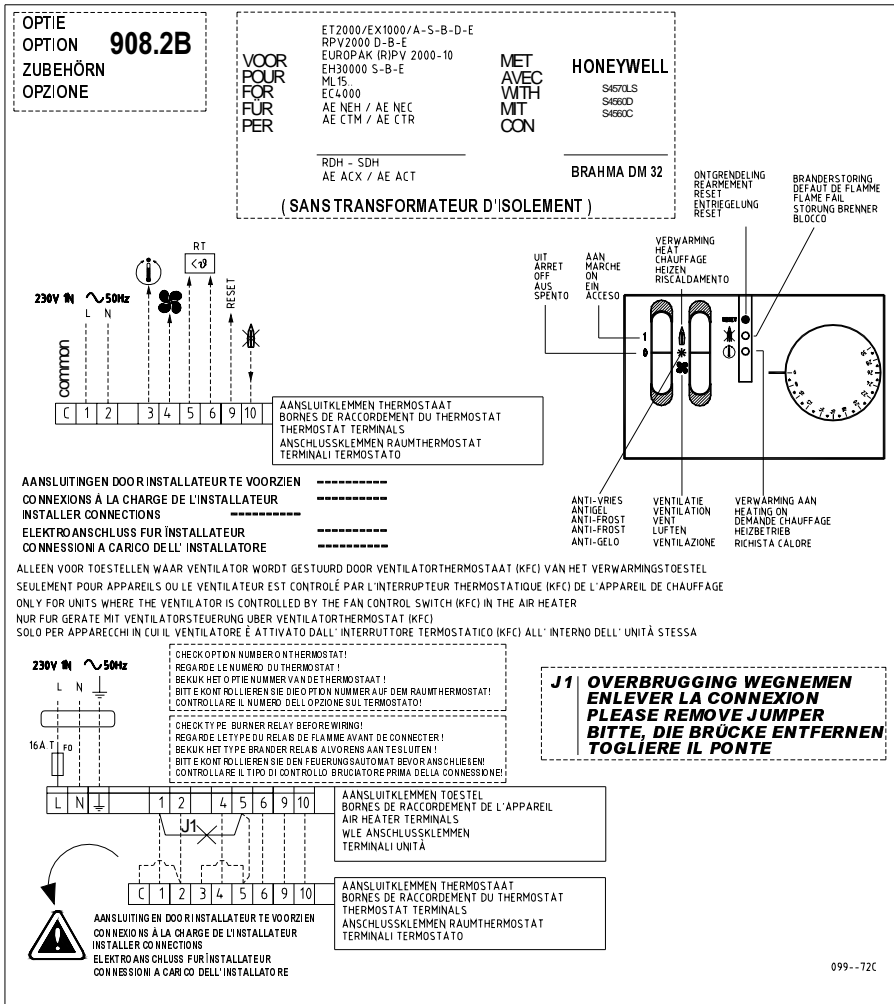 OPTIE
OPTION 908.2B
ZUBEHÖRN
OPZIONE
VOOR
POUR
FOR
FÜR
PER
ET2000/EX1000/A-S-B-D-E
RPV2000 D-B-E
EUROPAK (R)PV 2000-10
EH30000 S-B-E
ML15..
EC4000
AE NEH / AE NEC
AE CTM / AE CTR
RDH - SDH
AE ACX / AE ACT
MET
AVEC
WITH
MIT
CON
HONEYWELL
S4570LS
S4560D
S4560C
BRAHMA DM 32
( SANS TRANSFORMATEUR D'ISOLEMENT )
ONTGRENDELING
REARMEMENT
RESET
ENTRIEGELUNG
RESET
BRANDERSTORING
DEFAUT DE FLAMME
FLAME FAIL
STORUNG BRENNER
BLOCCO
UIT
ARRET
OFF
AUS
SPENTO
AAN
MARCHE
ON
EIN
ACCESO
VERWARMING
HEAT
CHAUFFAGE
HEIZEN
RISCALDAMENTO
RESET
1
0
RT
<ϑ
RESET
230V 1N 50Hz
L N
common
C 1 2 3 4 5 6 9 10
AANSLUITKLEMMEN THERMOSTAAT
BORNES DE RACCORDEMENT DU THERMOSTAT
THERMOSTAT TERMINALS
ANSCHLUSSKLEMMEN RAUMTHERMOSTAT
TERMINALI TERMOSTATO
AANSLUITINGEN DOOR INSTALLATEUR TE VOORZIEN
CONNEXIONS À LA CHARGE DE L'INSTALLATEUR
INSTALLER CONNECTIONS
ELEKTROANSCHLUSS FUR ÏNSTALLATEUR
CONNESSIONI A CARICO DELL' INSTALLATORE
ANTI-VRIES
ANTIGEL
ANTI-FROST
ANTI-FROST
ANTI-GELO
VENTILATIE
VENTILATION
VENT
LUFTEN
VENTILAZIONE
VERWARMING AAN
HEATING ON
DEMANDE CHAUFFAGE
HEIZBETRIEB
RICHISTA CALORE
ALLEEN VOOR TOESTELLEN WAAR VENTILATOR WORDT GESTUURD DOOR VENTILATORTHERMOSTAAT (KFC) VAN HET VERWARMINGSTOESTEL
SEULEMENT POUR APPAREILS OU LE VENTILATEUR EST CONTROLÉ PAR L'INTERRUPTEUR THERMOSTATIQUE (KFC) DE L'APPAREIL DE CHAUFFAGE
ONLY FOR UNITS WHERE THE VENTILATOR IS CONTROLLED BY THE FAN CONTROL SWITCH (KFC) IN THE AIR HEATER
NUR FUR GERATE MIT VENTILATORSTEUERUNG UBER VENTILATORTHERMOSTAT (KFC)
SOLO PER APPARECCHI IN CUI IL VENTILATORE È ATTIVATO DALL' INTERRUTTORE TERMOSTATICO (KFC) ALL' INTERNO DELL' UNITÀ STESSA
230V 1N 50Hz
L N
16A T F0
CHECK OPTION NUMBER ON THERMOSTAT!
REGARDE LE NUMÉRO DU THERMOSTAT !
BEKIJK HET OPTIE NUMMER VAN DE THERMOSTAAT !
BITTE KONTROLLIEREN SIE DIE OPTION NUMMER AUF DEM RAUMTHERMOSTAT!
CONTROLLARE IL NUMERO DELL OPZIONE SUL TERMOSTATO!
CHECK TYPE BURNER RELAY BEFORE WIRING!
REGARDE LE TYPE DU RELAIS DE FLAMME AVANT DE CONNECTER !
BEKIJK HET TYPE BRANDER RELAIS ALVORENS AAN TE SLUITEN !
BITTE KONTROLLIEREN SIE DEN FEUERUNGSAUTOMAT BEVOR ANSCHLIEßEN!
CONTROLLARE IL TIPO DI CONTROLLO BRUCIATORE PRIMA DELLA CONNESSIONE!
J1 OVERBRUGGING WEGNEMEN
ENLEVER LA CONNEXION
PLEASE REMOVE JUMPER
BITTE, DIE BRÜCKE ENTFERNEN
TOGLIERE IL PONTE
L N 1 2 4 5 6 9 10
AANSLUITKLEMMEN TOESTEL
BORNES DE RACCORDEMENT DE L'APPAREIL
AIR HEATER TERMINALS
WLE ANSCHLUSSKLEMMEN
TERMINALI UNITÀ
J1
C 1 2 3 4 5 6 9 10
AANSLUITKLEMMEN THERMOSTAAT
BORNES DE RACCORDEMENT DU THERMOSTAT
THERMOSTAT TERMINALS
ANSCHLUSSKLEMMEN RAUMTHERMOSTAT
TERMINALI TERMOSTATO
AANSLUITINGEN DOOR INSTALLATEUR TE VOORZIEN
CONNEXIONS À LA CHARGE DE L'INSTALLATEUR
INSTALLER CONNECTIONS
ELEKTROANSCHLUSS FUR ÏNSTALLATEUR
CONNESSIONI A CARICO DELL' INSTALLATORE
099--72C